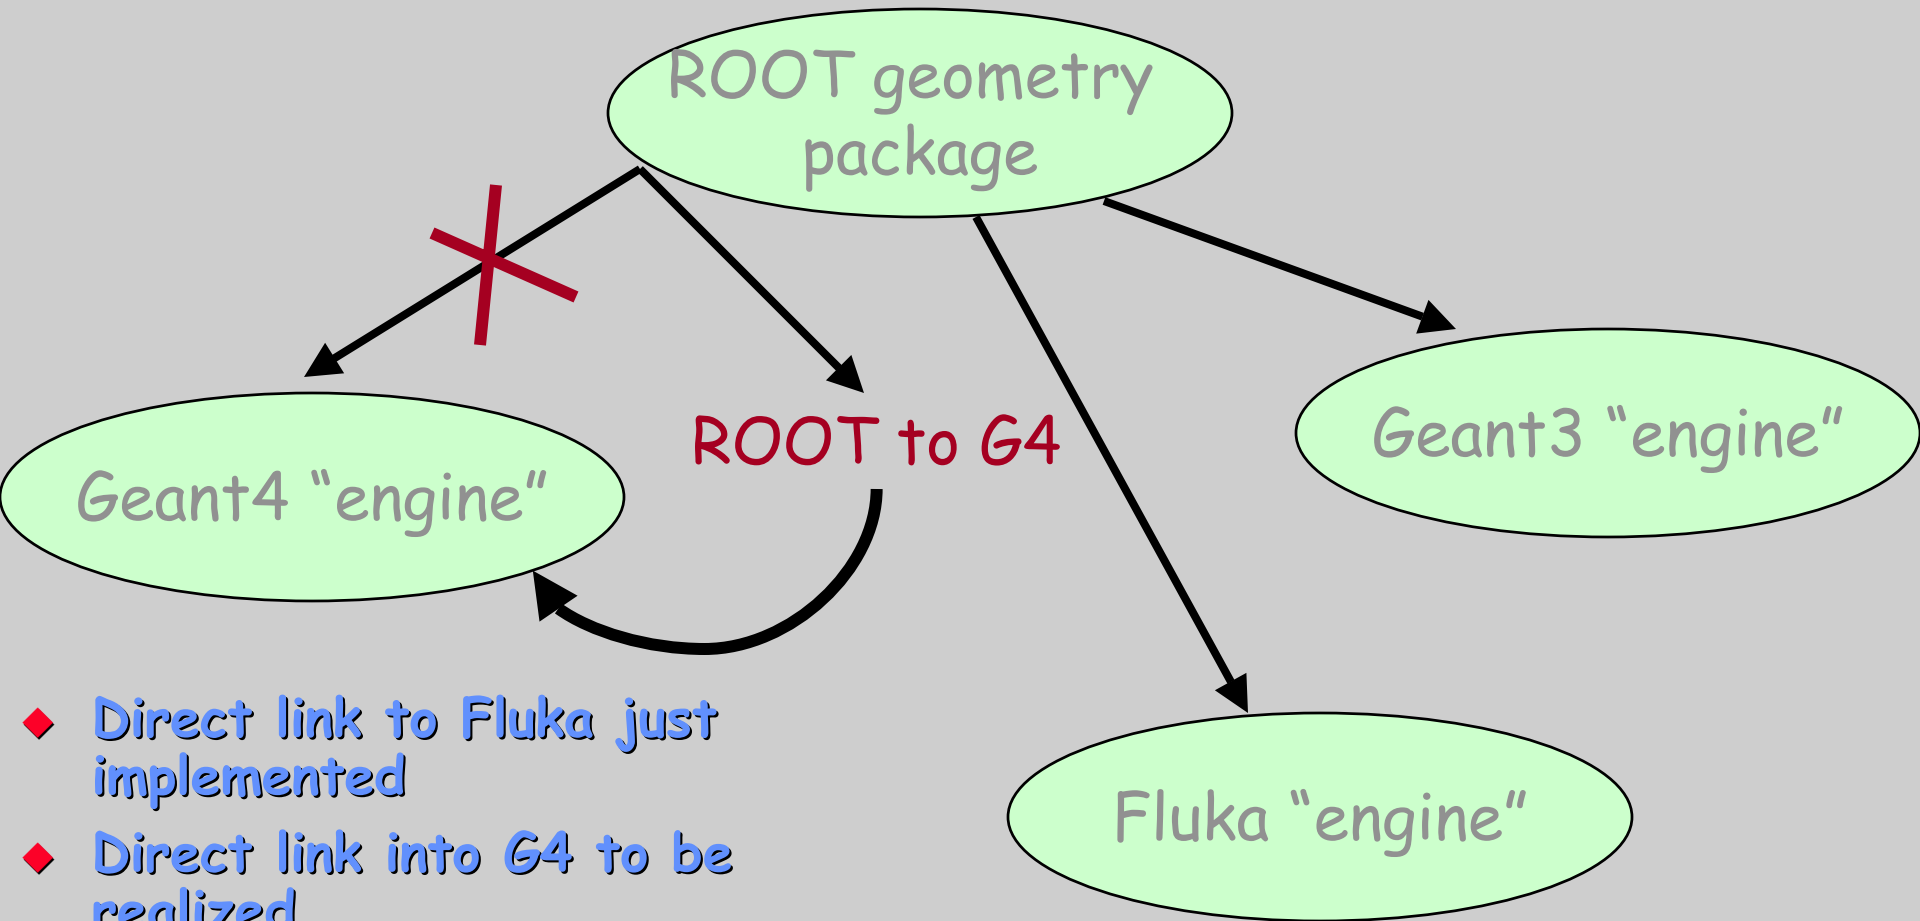 ROOT geometry
package
ROOT to G4
Geant3 “engine”
Geant4 “engine”
Direct link to Fluka just
implemented
Fluka “engine”
Direct link into G4 to be
realized